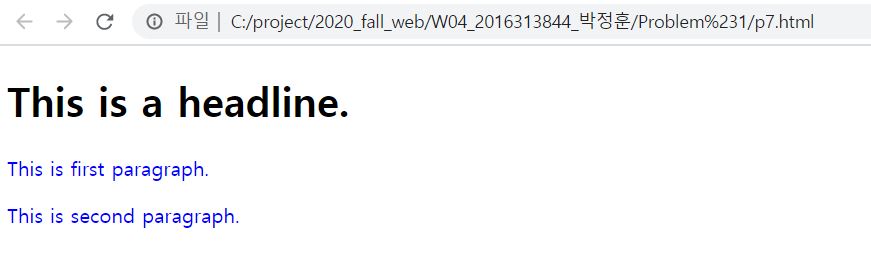 파일 | C:/project/2020_fall_web/W04_2016313844_박정훈/Problem%231/p7.html
This is a headline.
This is first paragraph.
This is second paragraph.